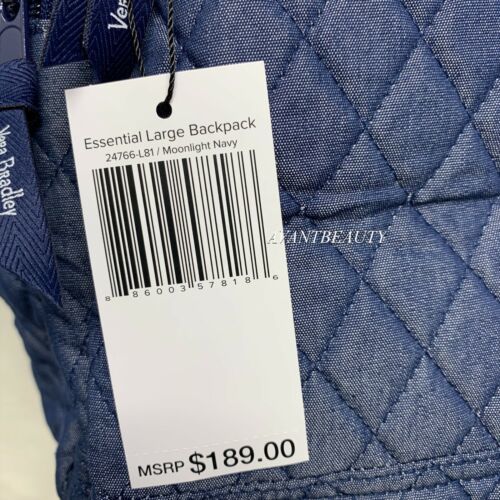 Vera
Vera Bradley
Essential Large Backpack
24766-L81 / Moonlight Navy
8 86003 57818 6
MSRP $189.00
AVANTBEAUTY